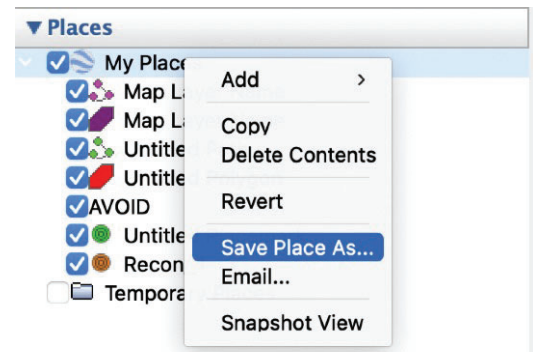 Places
My Place
Map La
Map La
Untitle
Untitle
AVOID
Untitle
Recon
Tempora
Add
Copy
Delete Contents
Revert
Save Place As...
Email...
Snapshot View